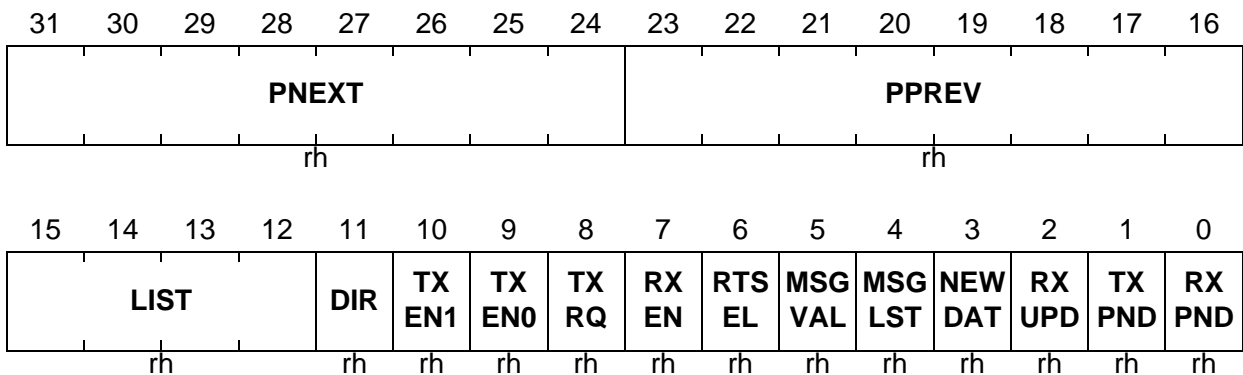 31 30 29 28 27 26 25 24 23 22 21 20 19 18 17 16
PNEXT PPREV
rh rh
15 14 13 12 11 10 9 8 7 6 5 4 3 2 1 0
LIST DIR TX EN1 TX EN0 TX RQ RX EN RTS EL MSG VAL MSG LST NEW DAT RX UPD TX PND RX PND
rh rh rh rh rh rh rh rh rh rh rh rh rh